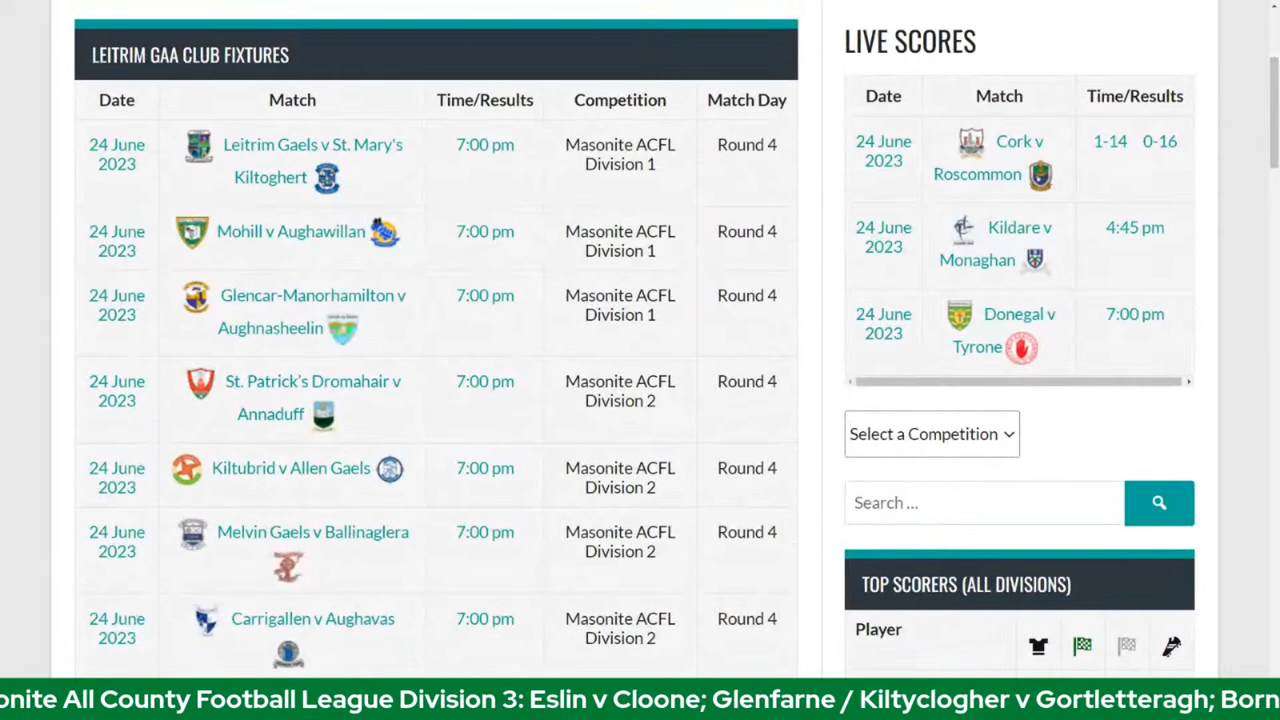 LEITRIM GAA CLUB FIXTURES
Date Match Time/Results Competition Match Day
24 June 2023 Leitrim Gaels v St. Mary's Kiltoghert 7:00 pm Masonite ACFL Division 1 Round 4
24 June 2023 Mohill v Aughawillan 7:00 pm Masonite ACFL Division 1 Round 4
24 June 2023 Glencar-Manorhamilton v Aughnasheelin 7:00 pm Masonite ACFL Division 1 Round 4
24 June 2023 St. Patrick’s Dromahair v Annaduff 7:00 pm Masonite ACFL Division 2 Round 4
24 June 2023 Kiltubrid v Allen Gaels 7:00 pm Masonite ACFL Division 2 Round 4
24 June 2023 Melvin Gaels v Ballinaglera 7:00 pm Masonite ACFL Division 2 Round 4
24 June 2023 Carrigallen v Aughavas 7:00 pm Masonite ACFL Division 2 Round 4
LIVE SCORES
Date Match Time/Results
24 June 2023 Cork v Roscommon 1-14 0-16
24 June 2023 Kildare v Monaghan 4:45 pm
24 June 2023 Donegal v Tyrone 7:00 pm
Select a Competition
Search ...
TOP SCORERS (ALL DIVISIONS)
Player
onite All County Football League Division 3: Eslin v Cloone; Glenfarne / Kiltyclogher v Gortletteragh; Born